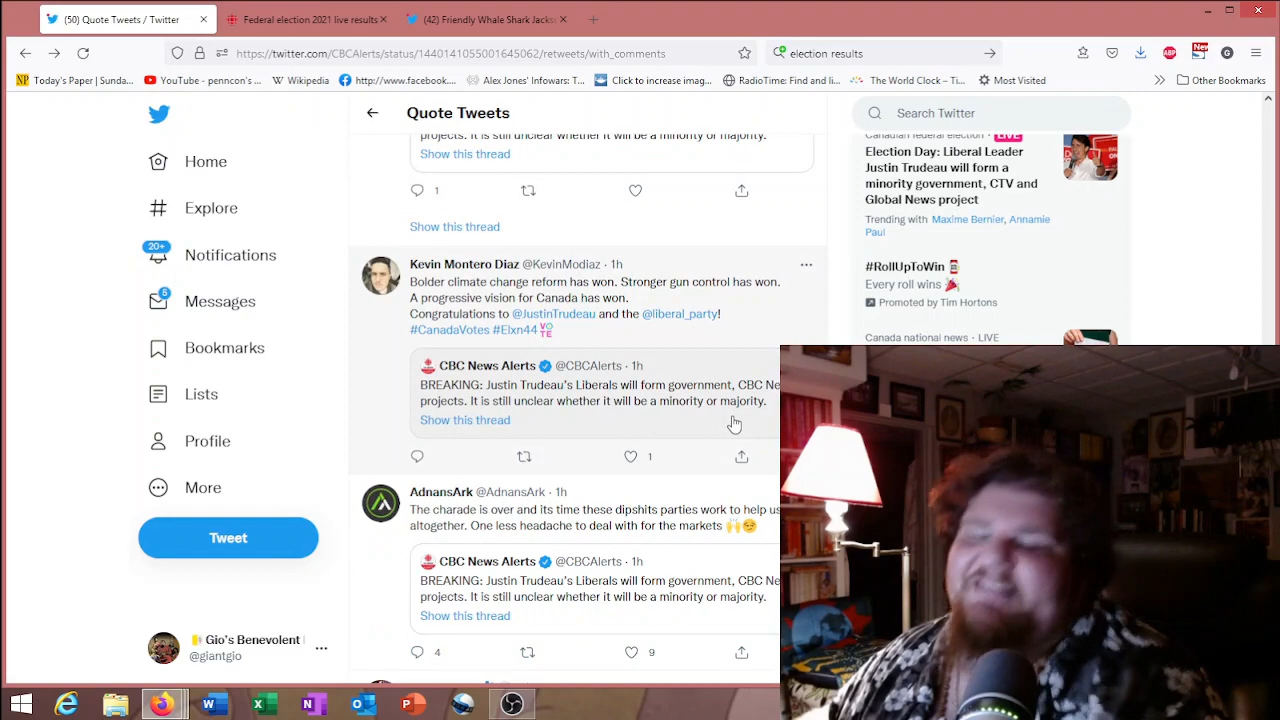 (50) Quote Tweets / Twitter
Federal election 2021 live results
(42) Friendly Whale Shark Jacks
https://twitter.com/CBCAlerts/status/1440141055001645062/retweets/with_comments
election results
ABP
New
G
Today's Paper | Sunda...
YouTube - penncon's...
Wikipedia
http://www.facebook....
Alex Jones' Infowars: T...
Click to increase imag...
RadioTime: Find and li...
The World Clock – Ti...
Most Visited
Other Bookmarks
Home
Explore
20+
Notifications
Messages
Bookmarks
Lists
Profile
More
Tweet
Gio's Benevolent
@giantgio
Quote Tweets
projects. It is still unclear whether it will be a minority or majority.
Show this thread
1
Show this thread
Kevin Montero Diaz @KevinModiaz · 1h
Bolder climate change reform has won. Stronger gun control has won.
A progressive vision for Canada has won.
Congratulations to @JustinTrudeau and the @liberal_party!
#CanadaVotes #Elxn44 VOTE
CBC News Alerts @CBCAlerts · 1h
BREAKING: Justin Trudeau's Liberals will form government, CBC Ne
projects. It is still unclear whether it will be a minority or majority.
Show this thread
1
AdnansArk @AdnansArk · 1h
The charade is over and its time these dipshits parties work to help us
altogether. One less headache to deal with for the markets
CBC News Alerts @CBCAlerts · 1h
BREAKING: Justin Trudeau's Liberals will form government, CBC Ne
projects. It is still unclear whether it will be a minority or majority.
Show this thread
4
9
Search Twitter
Canadian federal election · LIVE
Election Day: Liberal Leader
Justin Trudeau will form a
minority government, CTV and
Global News project
Trending with Maxime Bernier, Annamie
Paul
#RollUpToWin
Every roll wins
Promoted by Tim Hortons
Canada national news · LIVE